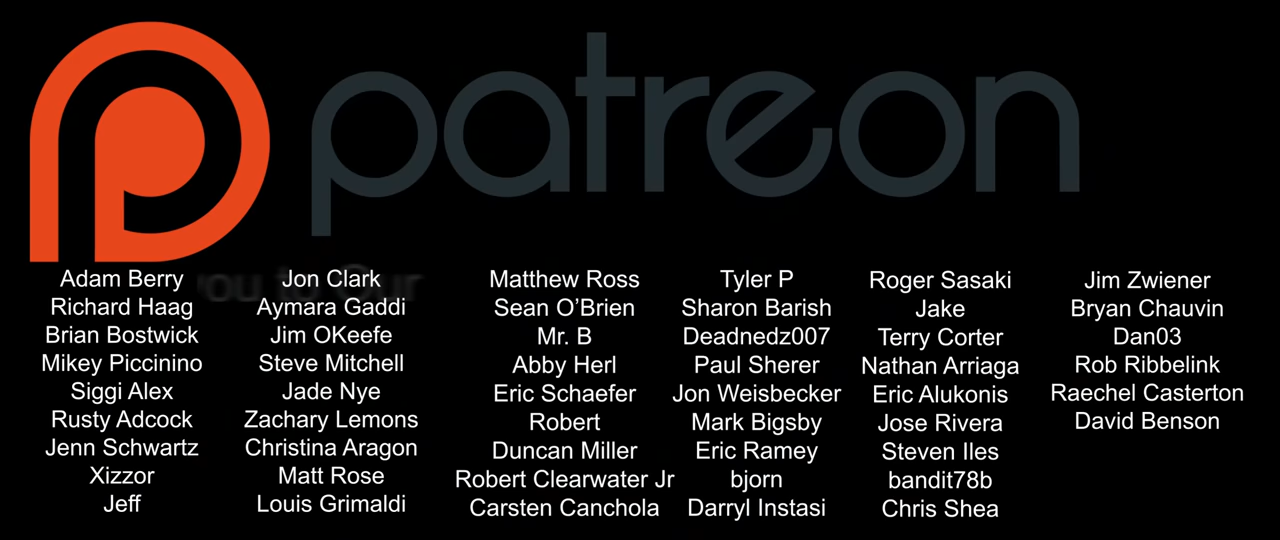 patreon
you to Our
Adam Berry
Richard Haag
Brian Bostwick
Mikey Piccinino
Siggi Alex
Rusty Adcock
Jenn Schwartz
Xizzor
Jeff
Jon Clark
Aymara Gaddi
Jim OKeefe
Steve Mitchell
Jade Nye
Zachary Lemons
Christina Aragon
Matt Rose
Louis Grimaldi
Matthew Ross
Sean O’Brien
Mr. B
Abby Herl
Eric Schaefer
Robert
Duncan Miller
Robert Clearwater Jr
Carsten Canchola
Tyler P
Sharon Barish
Deadnedz007
Paul Sherer
Jon Weisbecker
Mark Bigsby
Eric Ramey
bjorn
Darryl Instasi
Roger Sasaki
Jake
Terry Corter
Nathan Arriaga
Eric Alukonis
Jose Rivera
Steven Iles
bandit78b
Chris Shea
Jim Zwiener
Bryan Chauvin
Dan03
Rob Ribbelink
Raechel Casterton
David Benson